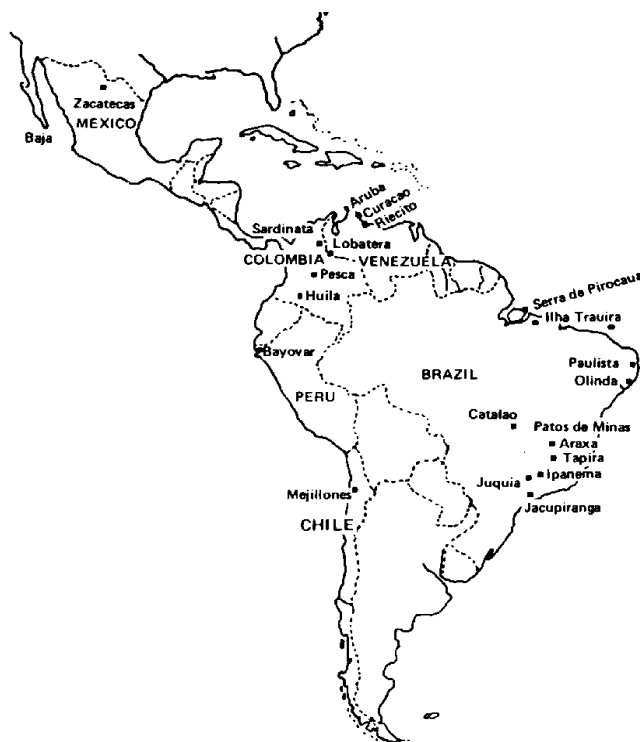 Zacatecas
MEXICO
Baja
Aruba
Curacao
Riecito
Sardinata
Lobatera
COLOMBIA
VENEZUELA
Pesca
Huila
Serra de Pirocaua
Ilha Trauira
Bayovar
Paulista
BRAZIL
Olinda
PERU
Catalao
Patos de Minas
Araxa
Tapira
Ipanema
Juquia
Mejillones
Jacupiranga
CHILE